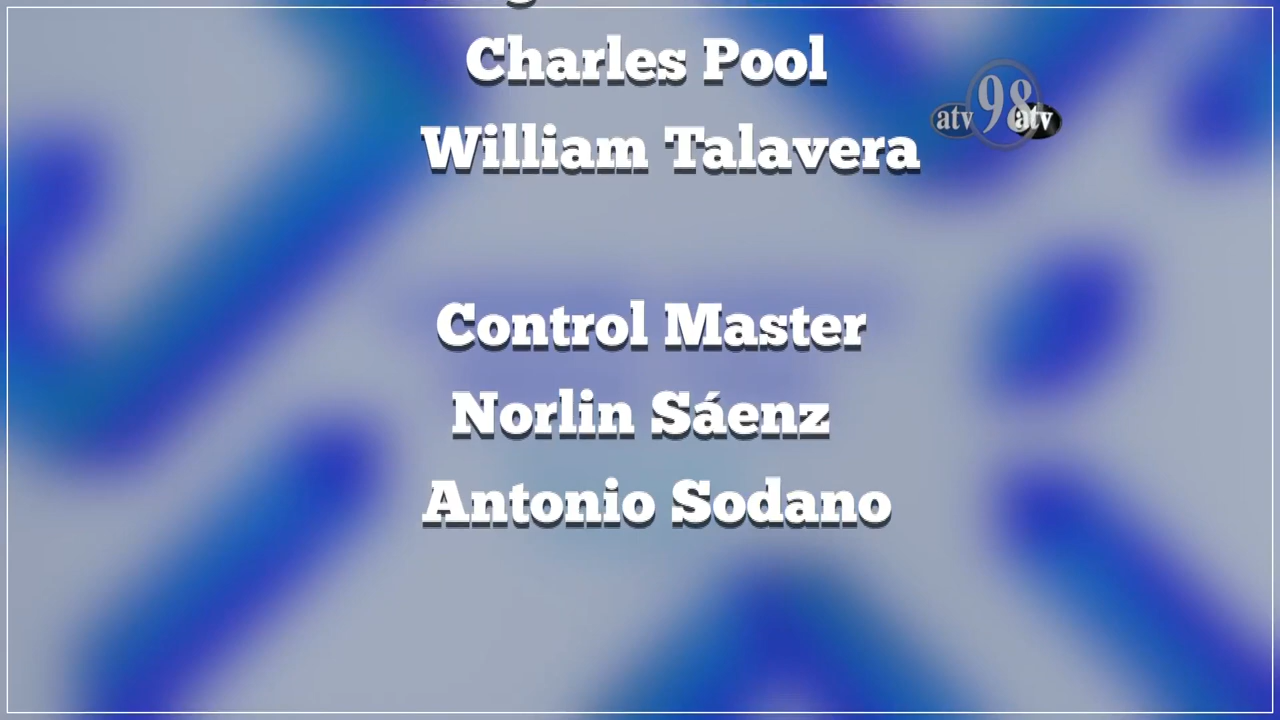 Charles Pool
William Talavera
atv 98 atv
Control Master
Norlin Sáenz
Antonio Sodano